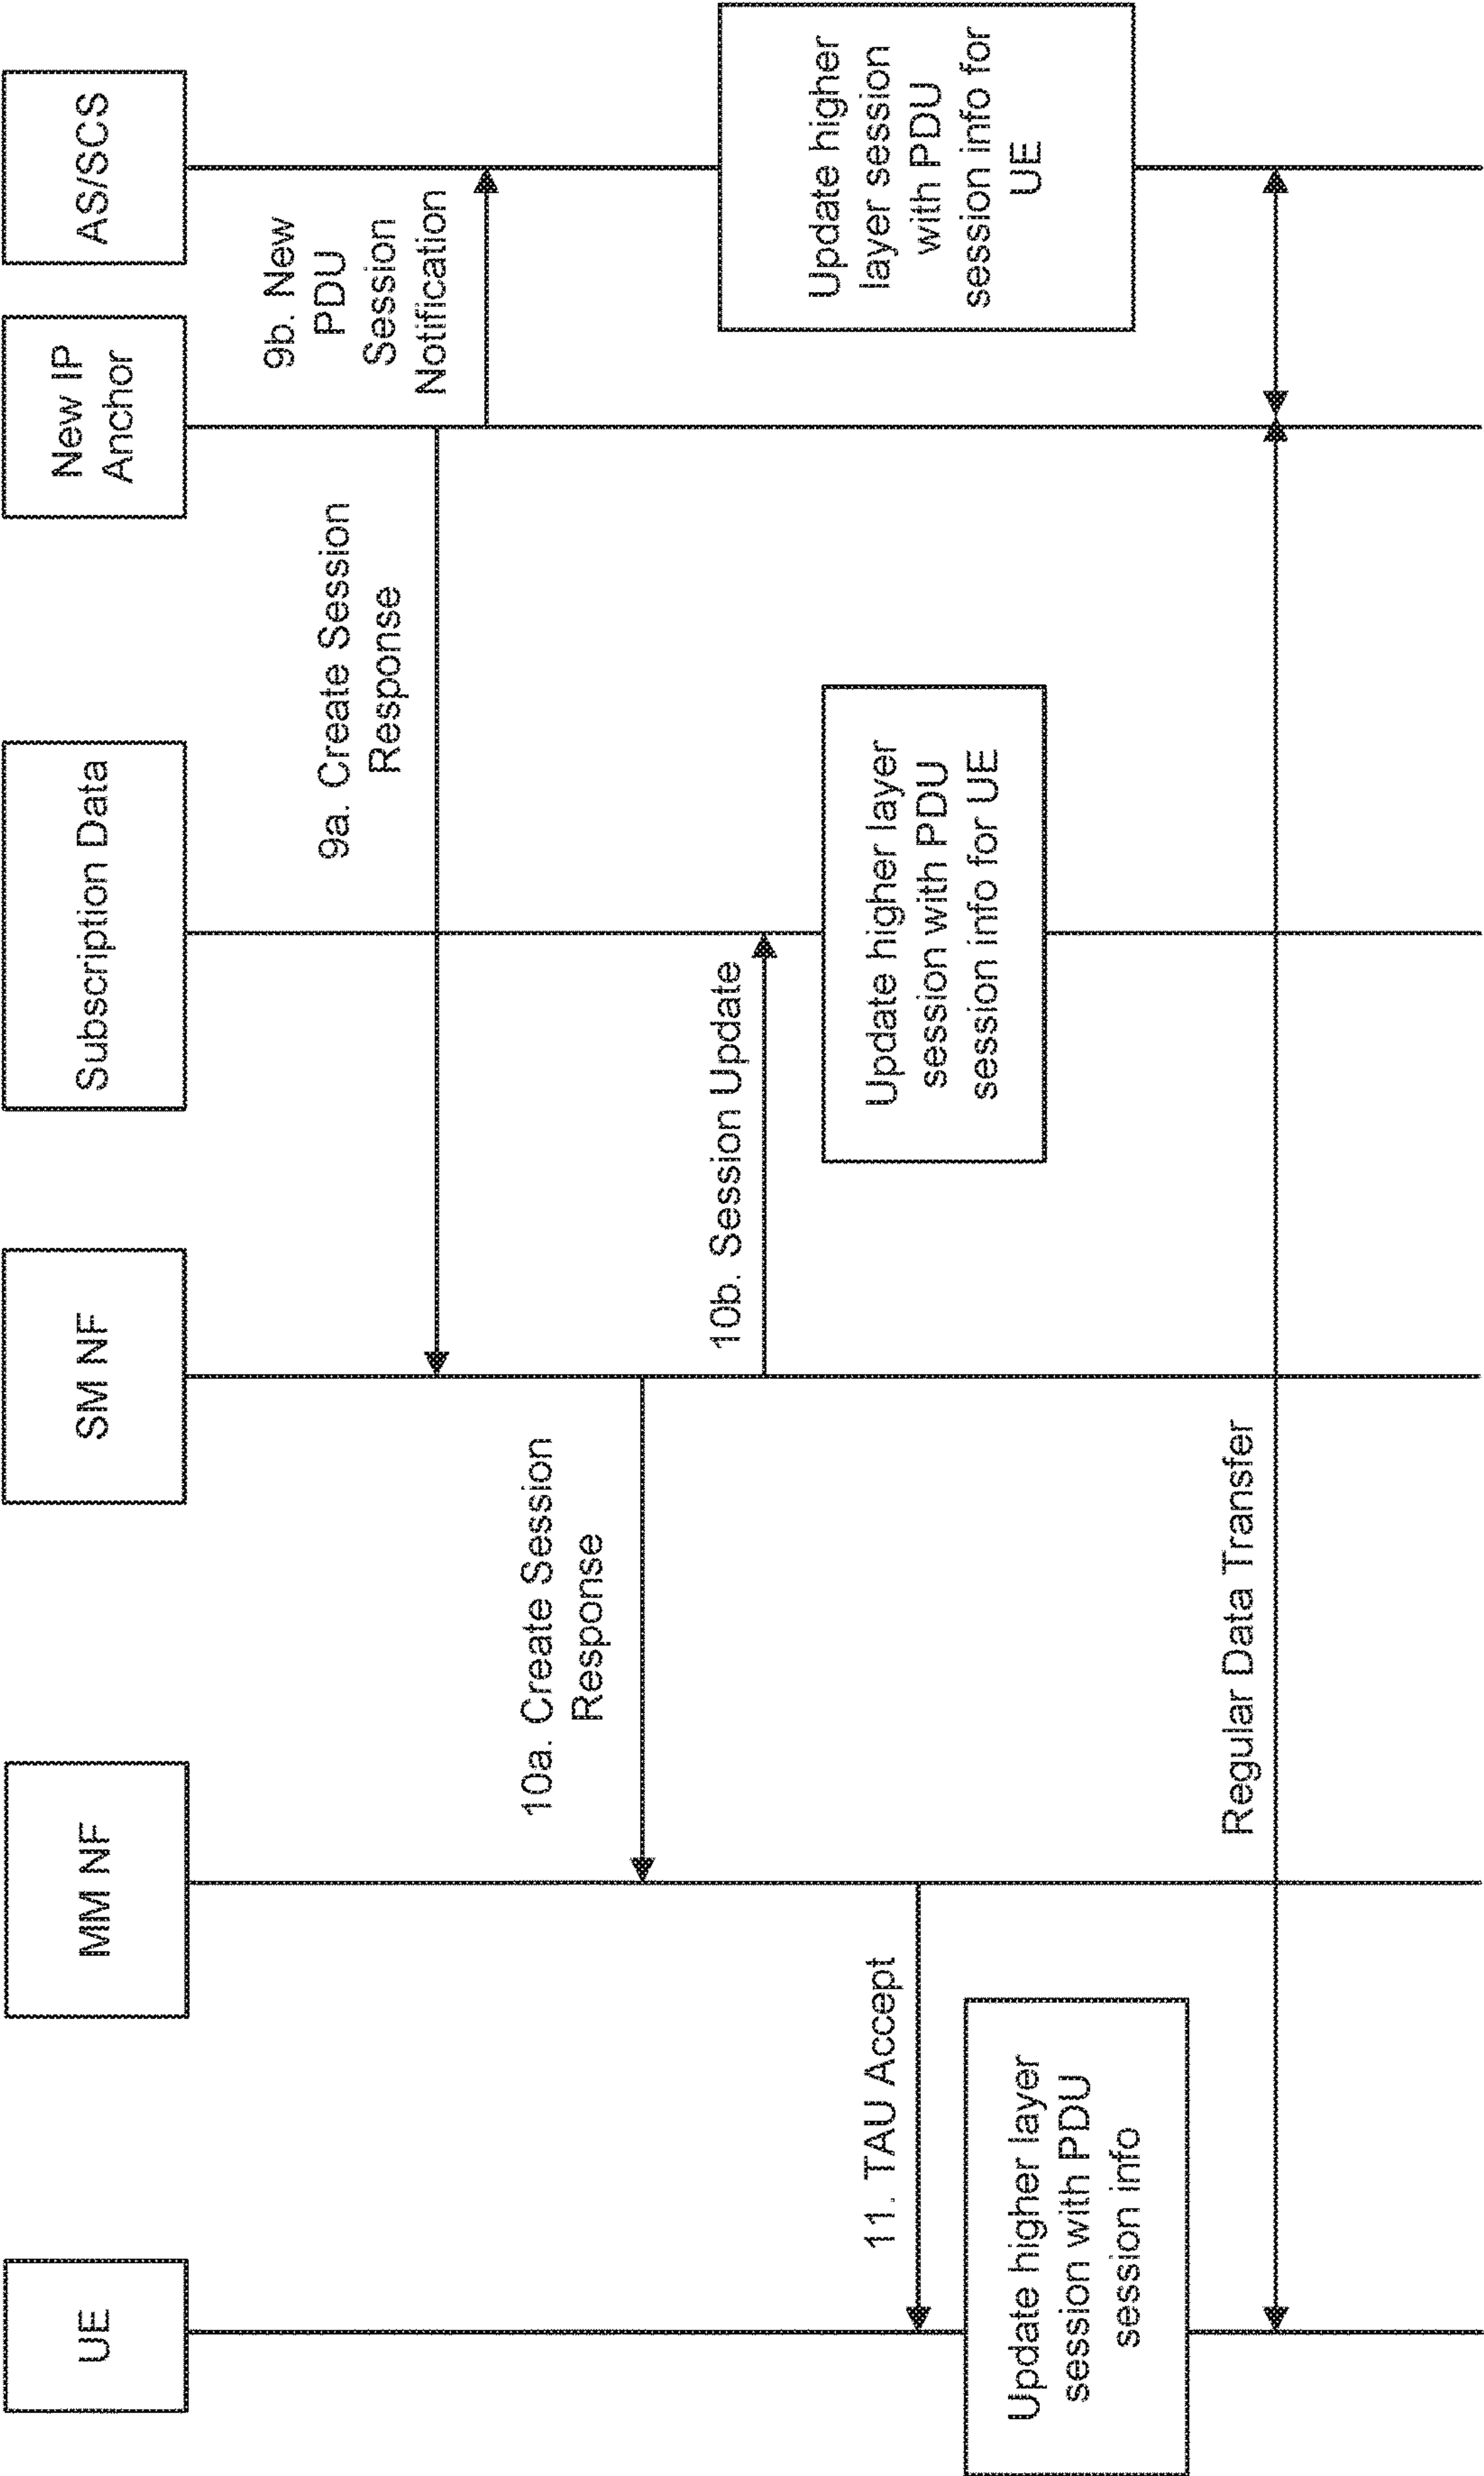 UE
MM NF
SM NF
Subscription Data
New IP
Anchor
AS/SCS
9b. New
PDU
Session
Notification
9a. Create Session
Response
10a. Create Session
Response
10b. Session Update
Update higher
layer session
with PDU
session info for
UE
Update higher layer
session with PDU
session info for UE
11. TAU Accept
Update higher layer
session with PDU
session info
Regular Data Transfer